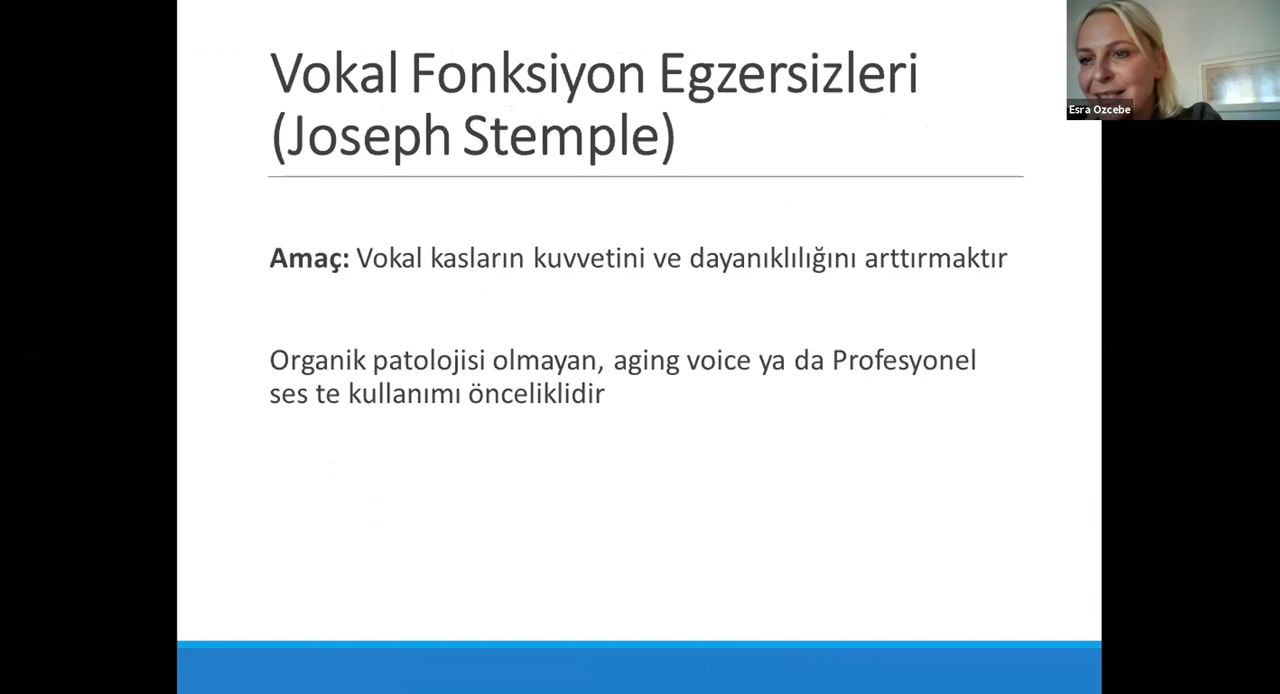 Vokal Fonksiyon Egzersizleri
(Joseph Stemple)
Esra Ozcebe
Amaç: Vokal kasların kuvvetini ve dayanıklılığını arttırmaktır
Organik patolojisi olmayan, aging voice ya da Profesyonel
ses te kullanımı önceliklidir